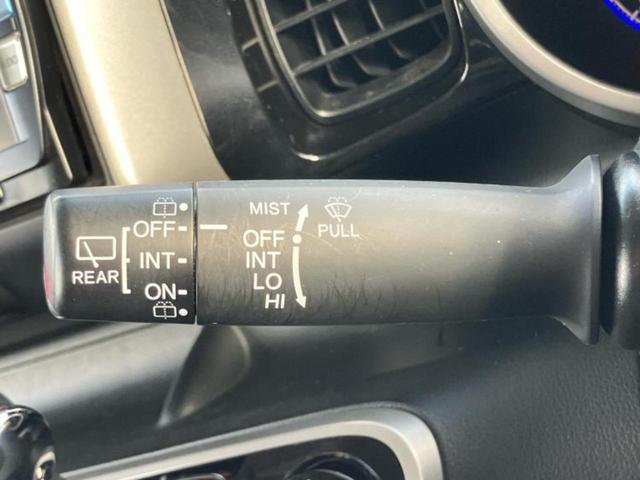 OFF
INT
ON
REAR
MIST
OFF
INT
LO
HI
PULL